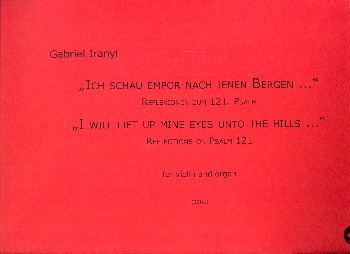 Gabriel Iranyi
„ICH SCHAU EMPOR NACH JENEN BERGEN ..."
REFLEXIONEN ZUM 121. PSALM
„I WILL LIFT UP MINE EYES UNTO THE HILLS ..."
REFLECTIONS ON PSALM 121
for violin and organ